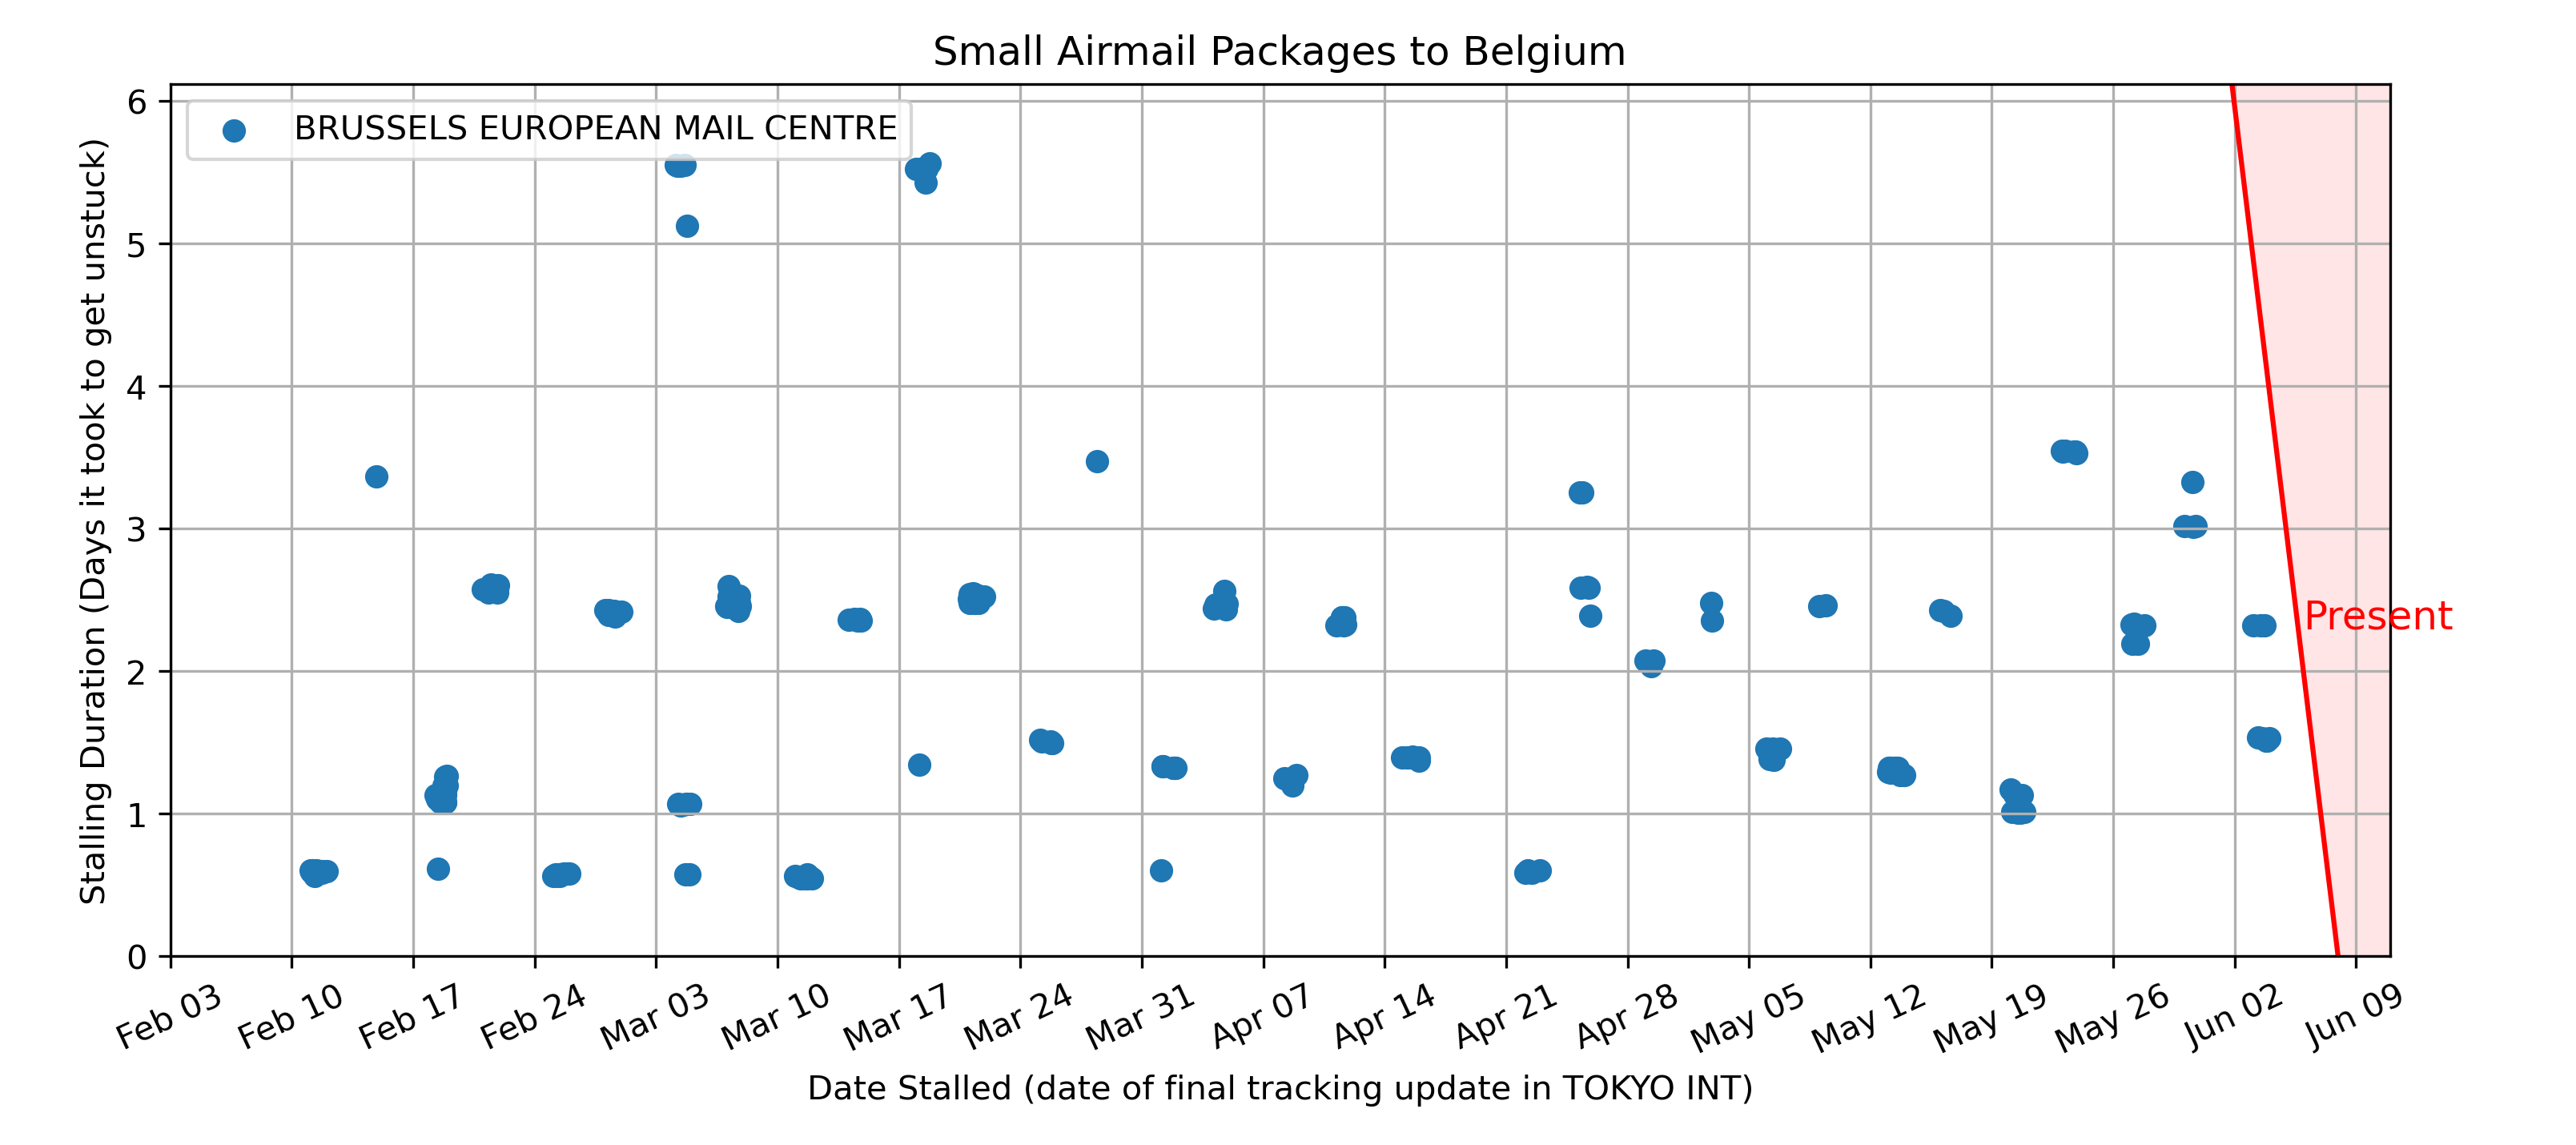 Small Airmail Packages to Belgium
BRUSSELS EUROPEAN MAIL CENTRE
Stalling Duration (Days it took to get unstuck)
6
5
4
3
2
1
0
Present
Feb 03
Feb 10
Feb 17
Feb 24
Mar 03
Mar 10
Mar 17
Mar 24
Mar 31
Apr 07
Apr 14
Apr 21
Apr 28
May 05
May 12
May 19
May 26
Jun 02
Jun 09
Date Stalled (date of final tracking update in TOKYO INT)